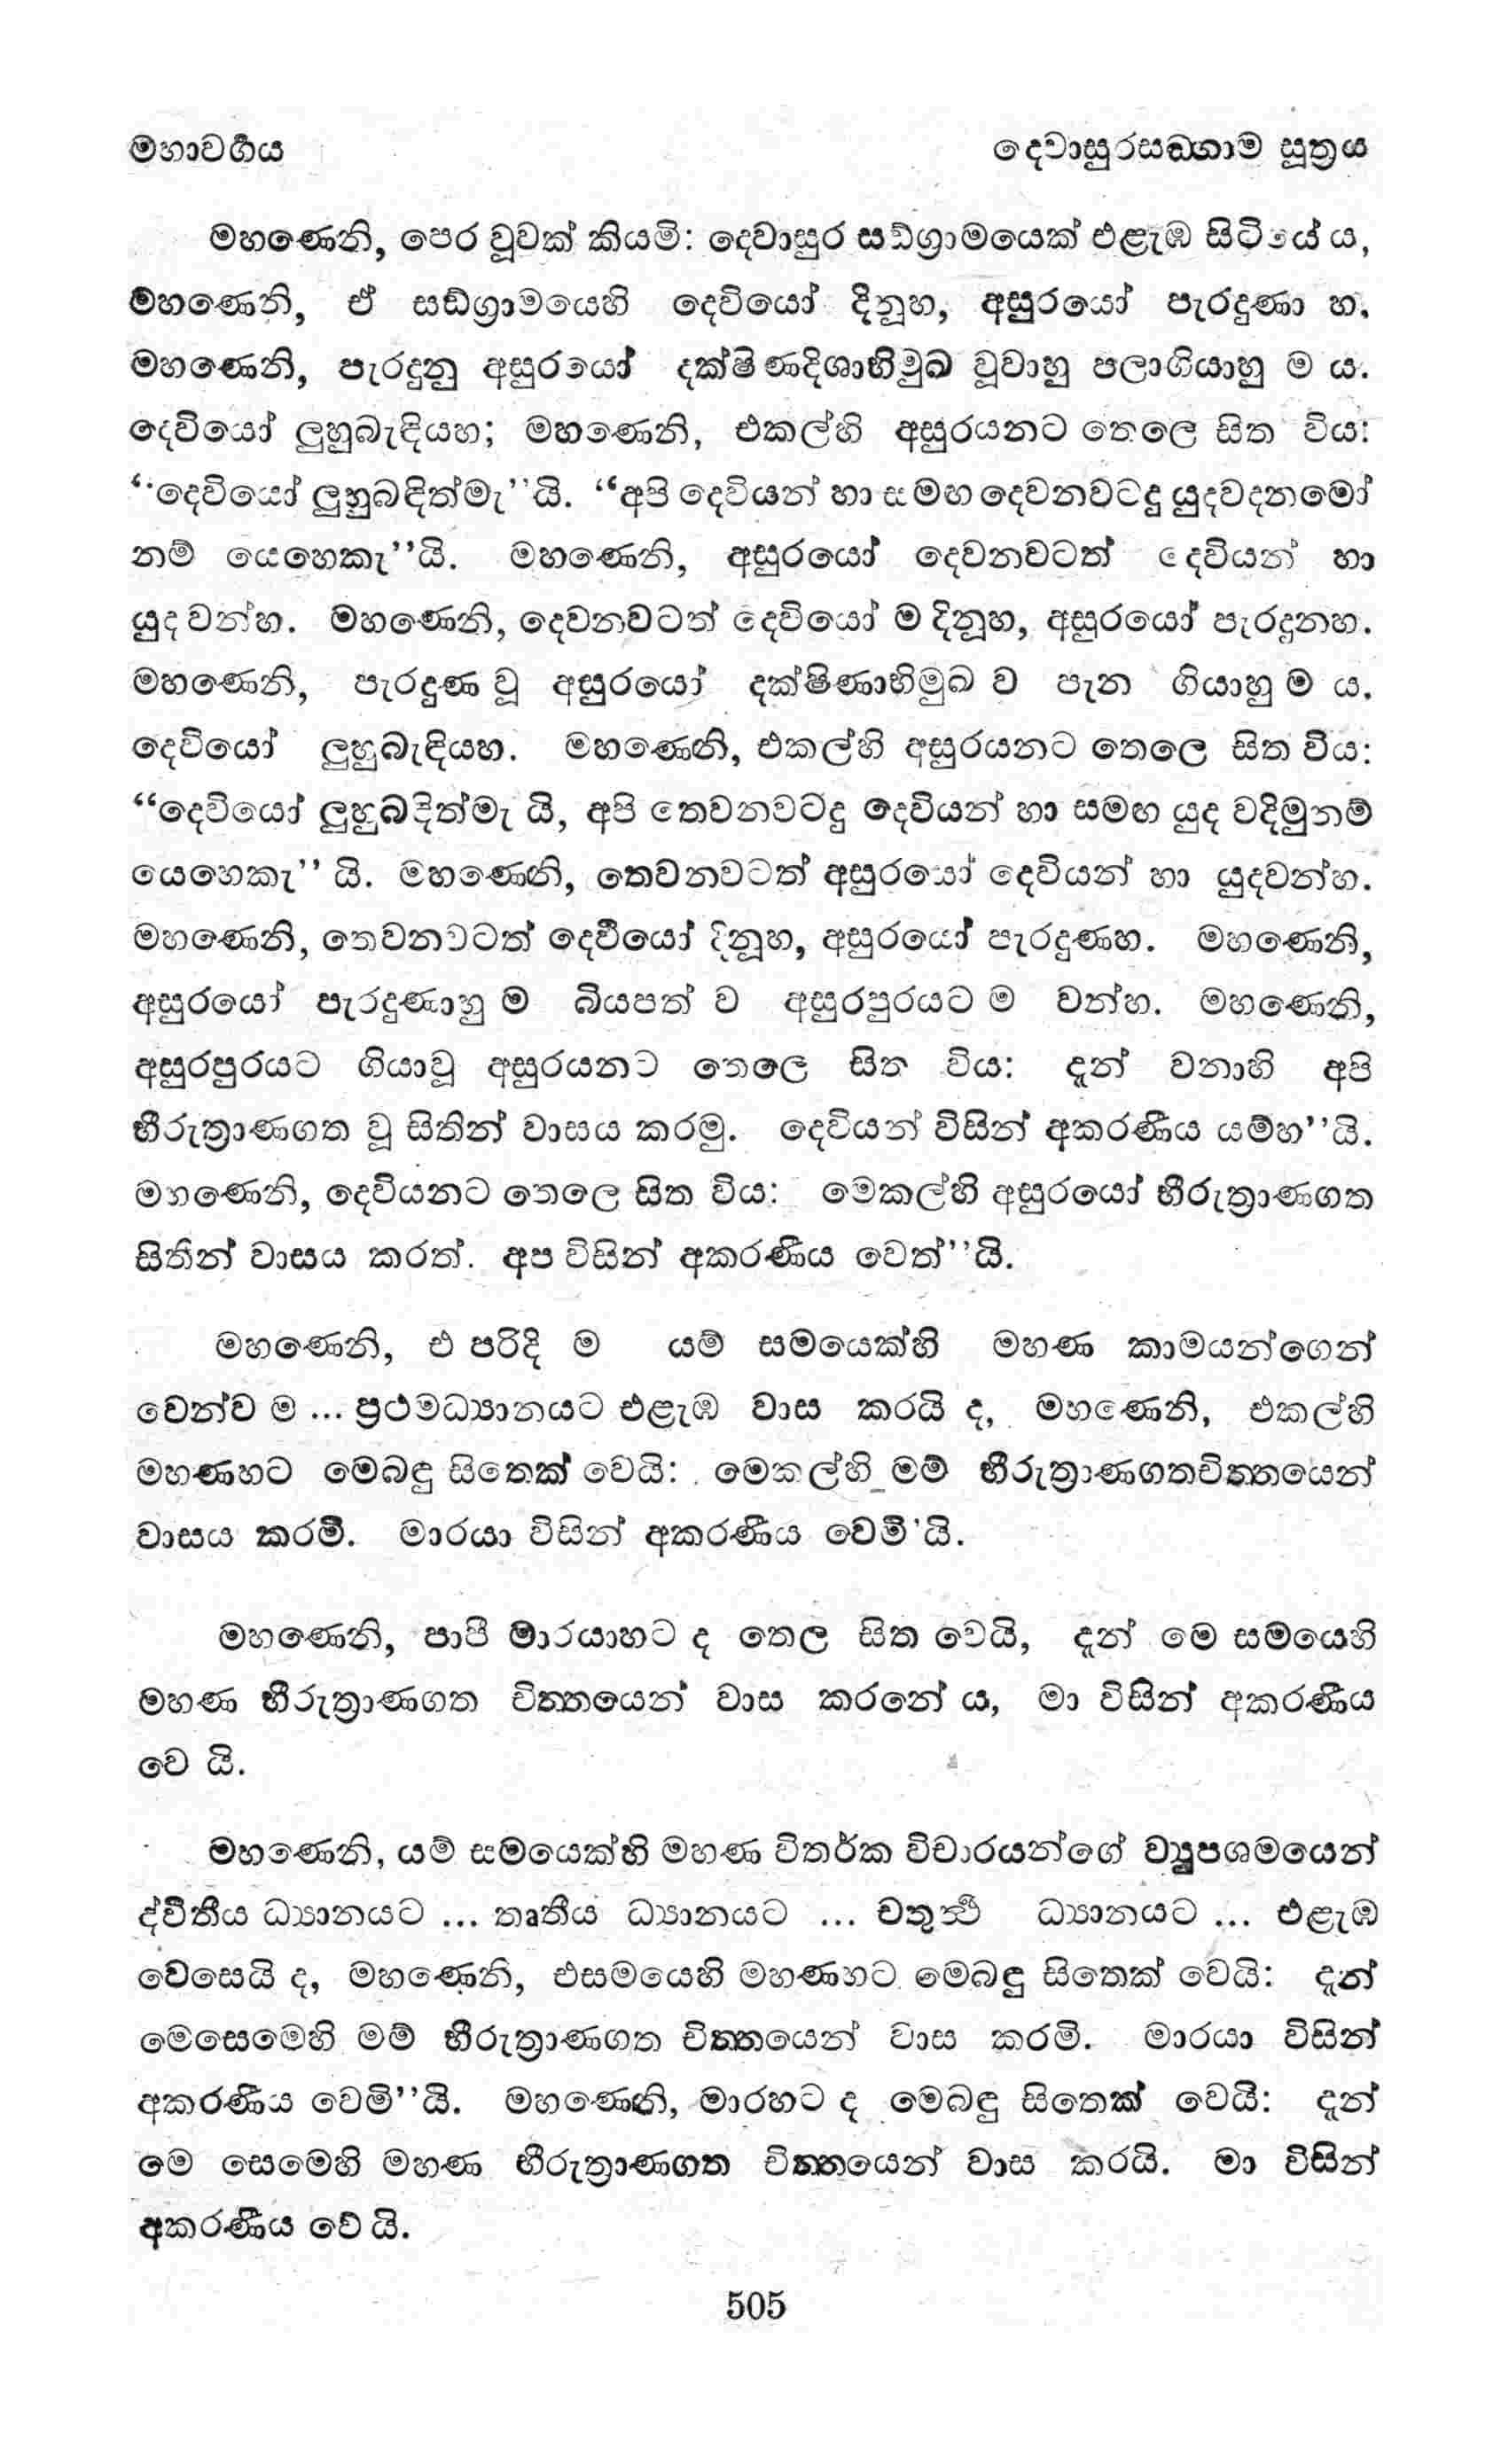 මහාවර්‍ගය
දෙවාසුරසඞ්ගාම සූත්‍රය
මහණෙනි, පෙර වූවක් කියමි: දෙවාසුර සඞ්ග්‍රාමයෙක් එළැඹ සිටියේ ය,
මහණෙනි, ඒ සඞ්ග්‍රාමයෙහි දෙවියෝ දිනූහ, අසුරයෝ පැරදුණා හ.
මහණෙනි, පැරදුනු අසුරයෝ දක්ෂිණදිශාභිමුඛ වූවාහු පලාගියාහු ම ය.
දෙවියෝ ලුහුබැඳියහ; මහණෙනි, එකල්හි අසුරයනට තෙලෙ සිත විය:
“දෙවියෝ ලුහුබඳිත්මැ”යි. “අපි දෙවියන් හා සමඟ දෙවනවටදු යුදවදනමෝ
නම් යෙහෙකැ”යි. මහණෙනි, අසුරයෝ දෙවනවටත් දෙවියන් හා
යුද වන්හ. මහණෙනි, දෙවනවටත් දෙවියෝ ම දිනූහ, අසුරයෝ පැරදුනහ.
මහණෙනි, පැරදුණ වූ අසුරයෝ දක්ෂිණාභිමුඛ ව පැන ගියාහු ම ය.
දෙවියෝ ලුහුබැඳියහ. මහණෙනි, එකල්හි අසුරයනට තෙලෙ සිත විය:
“දෙවියෝ ලුහුබදිත්මැ යි, අපි තෙවනවටදු දෙවියන් හා සමඟ යුද වදිමුනම්
යෙහෙකැ” යි. මහණෙනි, තෙවනවටත් අසුරයෝ දෙවියන් හා යුදවන්හ.
මහණෙනි, තෙවනවටත් දෙවියෝ දිනූහ, අසුරයෝ පැරදුණහ. මහණෙනි,
අසුරයෝ පැරදුණාහු ම බියපත් ව අසුරපුරයට ම වන්හ. මහණෙනි,
අසුරපුරයට ගියාවූ අසුරයනට තෙලෙ සිත විය: දැන් වනාහි අපි
භීරුත්‍රාණගත වූ සිතින් වාසය කරමු. දෙවියන් විසින් අකරණීය යම්හ”යි.
මහණෙනි, දෙවියනට තෙලෙ සිත විය: මෙකල්හි අසුරයෝ භීරුත්‍රාණගත
සිතින් වාසය කරත්. අප විසින් අකරණීය වෙත්”යි.
මහණෙනි, එ පරිදි ම යම් සමයෙක්හි මහණ කාමයන්ගෙන්
වෙන්ව ම ... ප්‍රථමධ්‍යානයට එළැඹ වාස කරයි ද, මහණෙනි, එකල්හි
මහණහට මෙබඳු සිතෙක් වෙයි: මෙකල්හි මම් භීරුත්‍රාණගතචිත්තයෙන්
වාසය කරමි. මාරයා විසින් අකරණීය වෙමි'යි.
මහණෙනි, පාපී මාරයාහට ද තෙල සිත වෙයි, දැන් මෙ සමයෙහි
මහණ භීරුත්‍රාණගත චිත්තයෙන් වාස කරනේ ය, මා විසින් අකරණීය
වෙ යි.
මහණෙනි, යම් සමයෙක්හි මහණ විතර්ක විචාරයන්ගේ ව්‍යුපශමයෙන්
ද්විතීය ධ්‍යානයට ... තෘතීය ධ්‍යානයට ... චතුර්‍ත්‍ථ ධ්‍යානයට ... එළැඹ
වෙසෙයි ද, මහණෙනි, එසමයෙහි මහණහට මෙබඳු සිතෙක් වෙයි: දැන්
මෙසෙමෙහි මම් භීරුත්‍රාණගත චිත්තයෙන් වාස කරමි. මාරයා විසින්
අකරණීය වෙමි”යි. මහණෙනි, මාරහට ද මෙබඳු සිතෙක් වෙයි: දැන්
මෙ සෙමෙහි මහණ භීරුත්‍රාණගත චිත්තයෙන් වාස කරයි. මා විසින්
අකරණීය වේ යි.
505